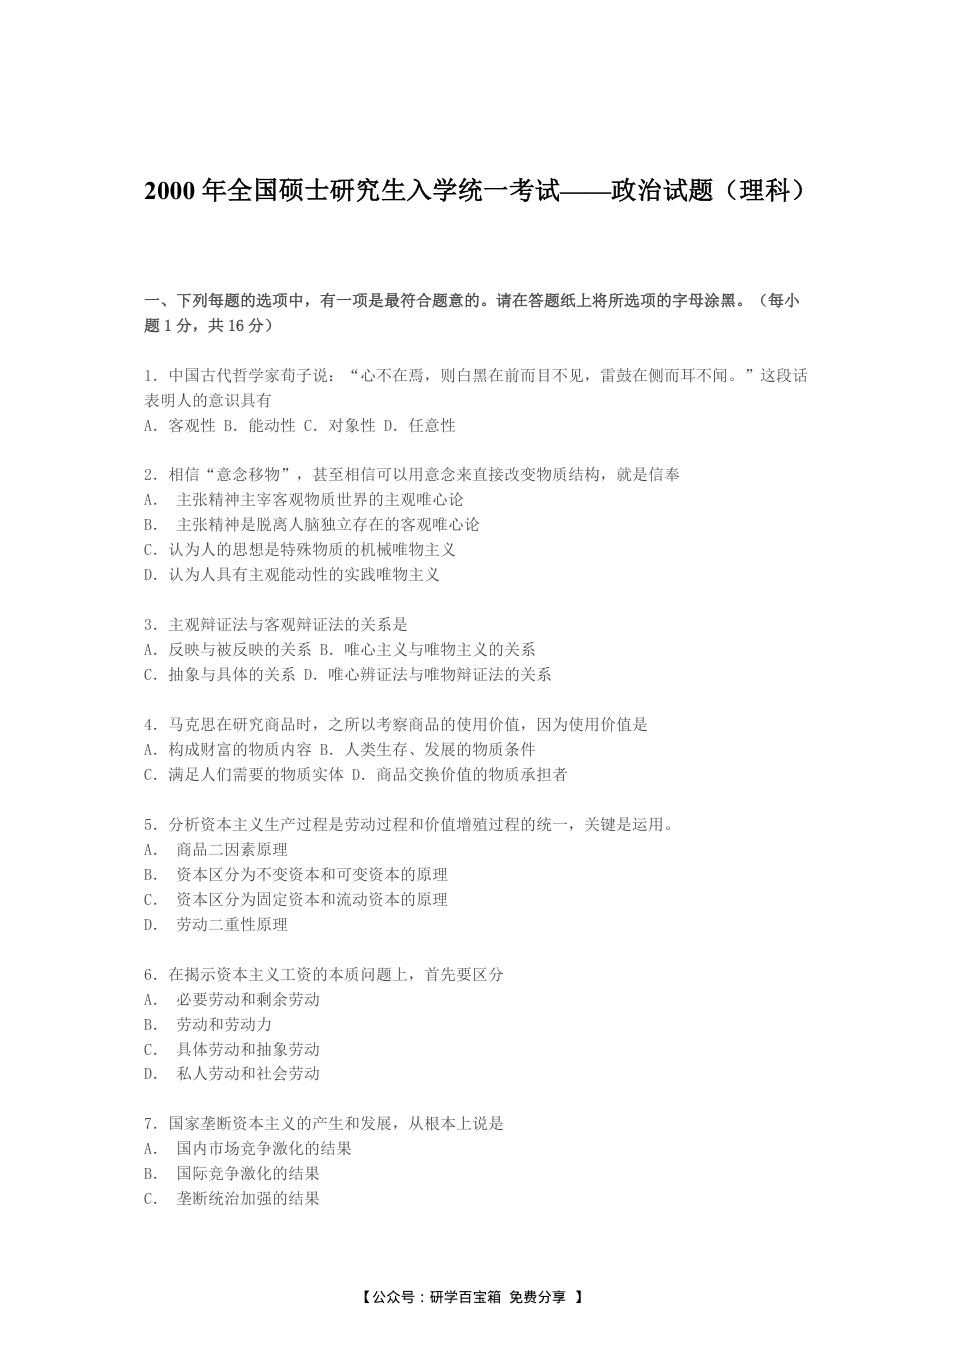 2000 年全国硕士研究生入学统一考试——政治试题（理科）
一、下列每题的选项中，有一项是最符合题意的。请在答题纸上将所选项的字母涂黑。（每小
题 1 分，共 16 分）
1．中国古代哲学家荀子说：“心不在焉，则白黑在前而目不见，雷鼓在侧而耳不闻。”这段话
表明人的意识具有
A．客观性 B．能动性 C．对象性 D．任意性
2．相信“意念移物”，甚至相信可以用意念来直接改变物质结构，就是信奉
A． 主张精神主宰客观物质世界的主观唯心论
B． 主张精神是脱离人脑独立存在的客观唯心论
C．认为人的思想是特殊物质的机械唯物主义
D．认为人具有主观能动性的实践唯物主义
3．主观辩证法与客观辩证法的关系是
A．反映与被反映的关系 B．唯心主义与唯物主义的关系
C．抽象与具体的关系 D．唯心辨证法与唯物辩证法的关系
4．马克思在研究商品时，之所以考察商品的使用价值，因为使用价值是
A．构成财富的物质内容 B．人类生存、发展的物质条件
C．满足人们需要的物质实体 D．商品交换价值的物质承担者
5．分析资本主义生产过程是劳动过程和价值增殖过程的统一，关键是运用。
A． 商品二因素原理
B． 资本区分为不变资本和可变资本的原理
C． 资本区分为固定资本和流动资本的原理
D． 劳动二重性原理
6．在揭示资本主义工资的本质问题上，首先要区分
A． 必要劳动和剩余劳动
B． 劳动和劳动力
C． 具体劳动和抽象劳动
D． 私人劳动和社会劳动
7．国家垄断资本主义的产生和发展，从根本上说是
A． 国内市场竞争激化的结果
B． 国际竞争激化的结果
C． 垄断统治加强的结果
【公众号：研学百宝箱 免费分享 】